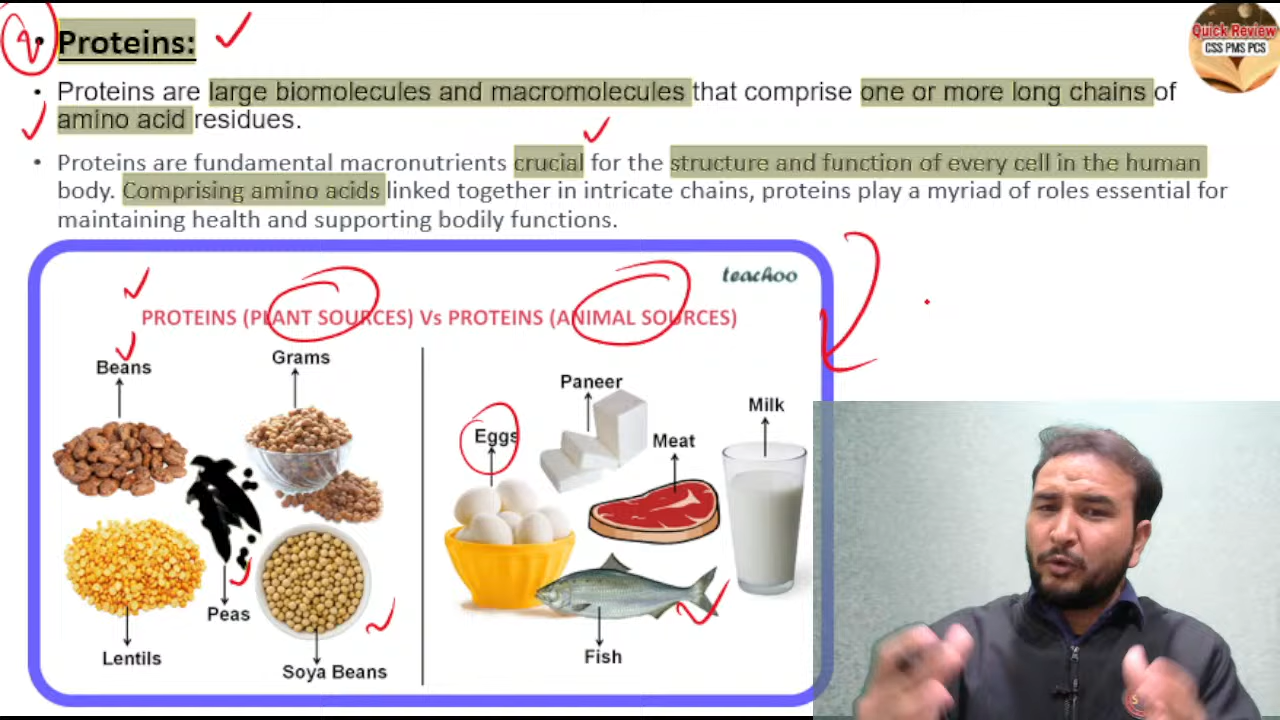 • Proteins:
Quick Review
CSS PMS PCS
• Proteins are large biomolecules and macromolecules that comprise one or more long chains of
amino acid residues.
• Proteins are fundamental macronutrients crucial for the structure and function of every cell in the human
body. Comprising amino acids linked together in intricate chains, proteins play a myriad of roles essential for
maintaining health and supporting bodily functions.
teachoo
PROTEINS (PLANT SOURCES) Vs PROTEINS (ANIMAL SOURCES)
Beans
Grams
Peas
Lentils
Soya Beans
Paneer
Milk
Eggs
Meat
Fish